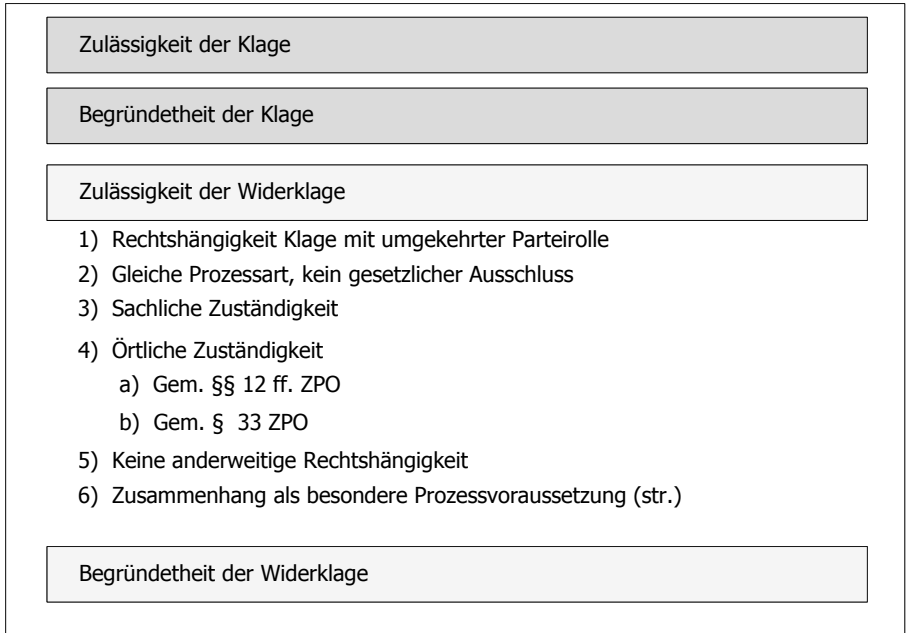 Zulässigkeit der Klage
Begründetheit der Klage
Zulässigkeit der Widerklage
1) Rechtshängigkeit Klage mit umgekehrter Parteirolle
2) Gleiche Prozessart, kein gesetzlicher Ausschluss
3) Sachliche Zuständigkeit
4) Örtliche Zuständigkeit
a) Gem. §§ 12 ff. ZPO
b) Gem. § 33 ZPO
5) Keine anderweitige Rechtshängigkeit
6) Zusammenhang als besondere Prozessvoraussetzung (str.)
Begründetheit der Widerklage